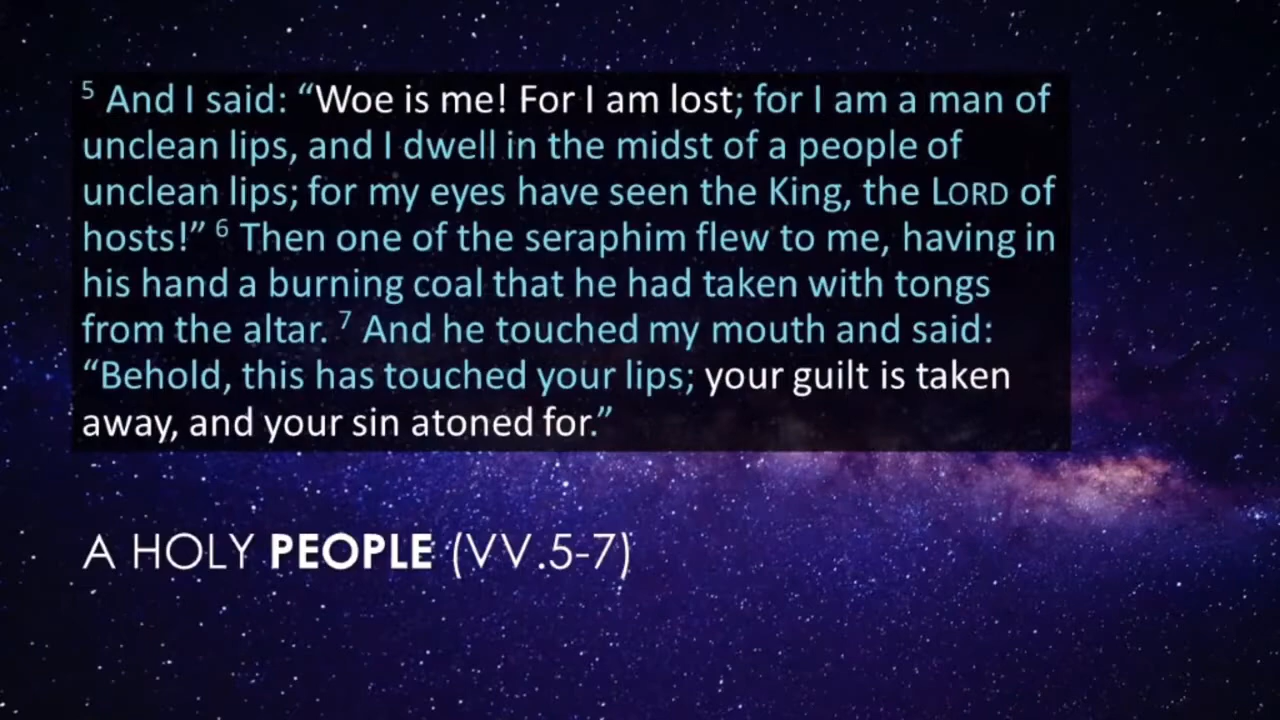 ⁵ And I said: “Woe is me! For I am lost; for I am a man of
unclean lips, and I dwell in the midst of a people of
unclean lips; for my eyes have seen the King, the LORD of
hosts!” ⁶ Then one of the seraphim flew to me, having in
his hand a burning coal that he had taken with tongs
from the altar. ⁷ And he touched my mouth and said:
“Behold, this has touched your lips; your guilt is taken
away, and your sin atoned for.”
A HOLY PEOPLE (VV.5-7)